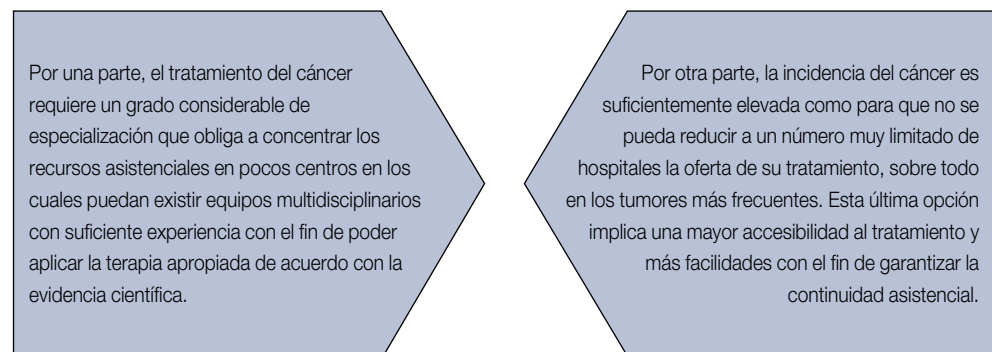 Por una parte, el tratamiento del cáncer
requiere un grado considerable de
especialización que obliga a concentrar los
recursos asistenciales en pocos centros en los
cuales puedan existir equipos multidisciplinarios
con suficiente experiencia con el fin de poder
aplicar la terapia apropiada de acuerdo con la
evidencia científica.
Por otra parte, la incidencia del cáncer es
suficientemente elevada como para que no se
pueda reducir a un número muy limitado de
hospitales la oferta de su tratamiento, sobre todo
en los tumores más frecuentes. Esta última opción
implica una mayor accesibilidad al tratamiento y
más facilidades con el fin de garantizar la
continuidad asistencial.